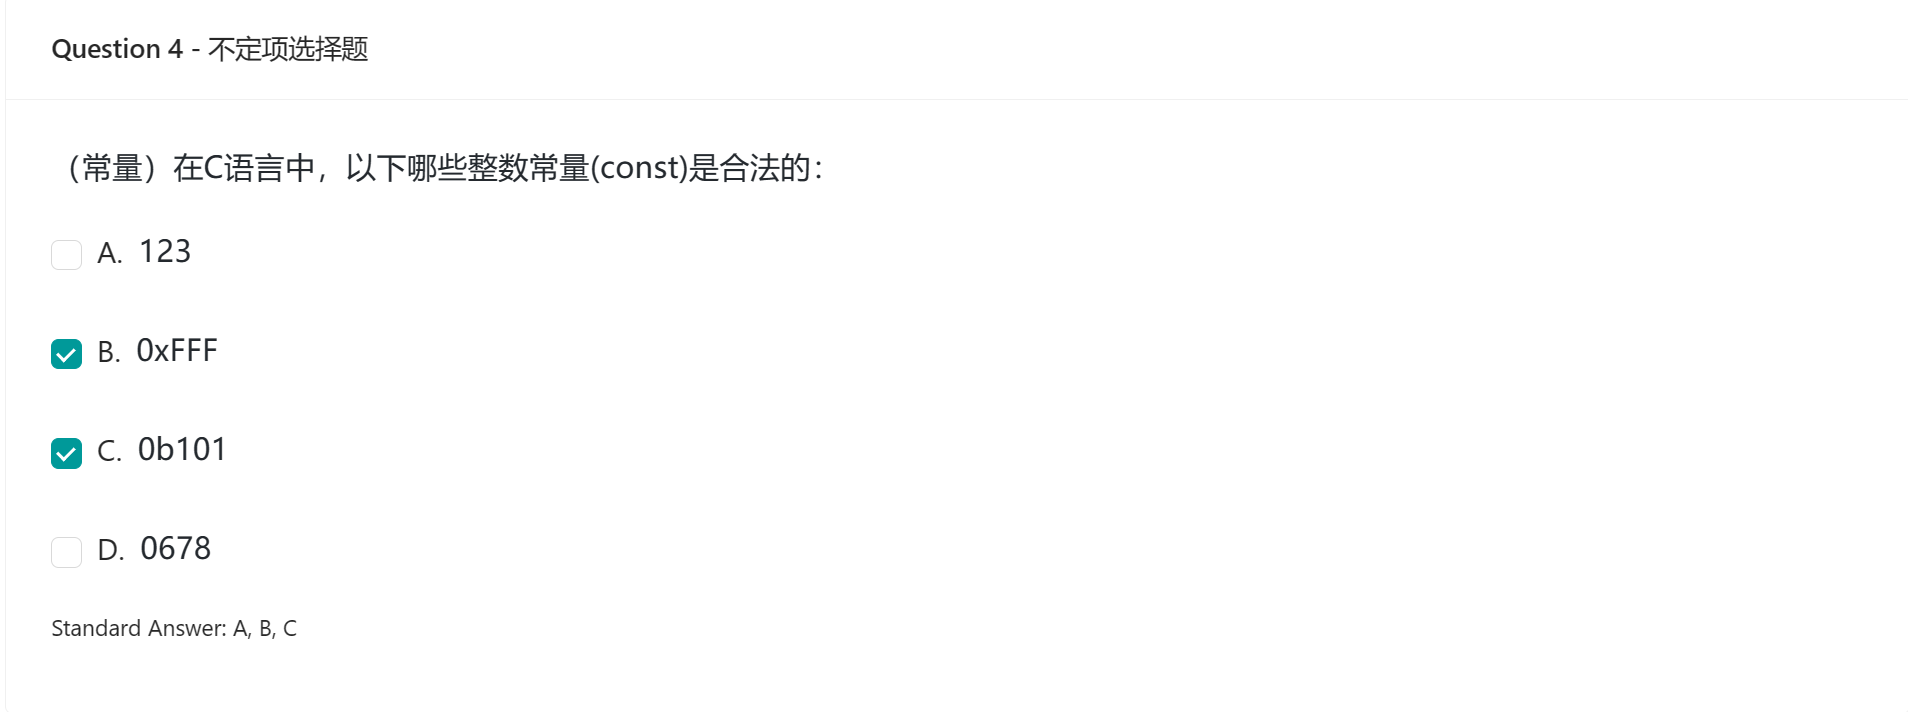 Question 4 - 不定项选择题
（常量）在C语言中，以下哪些整数常量(const)是合法的：
A. 123
B. 0xFFF
C. 0b101
D. 0678
Standard Answer: A, B, C